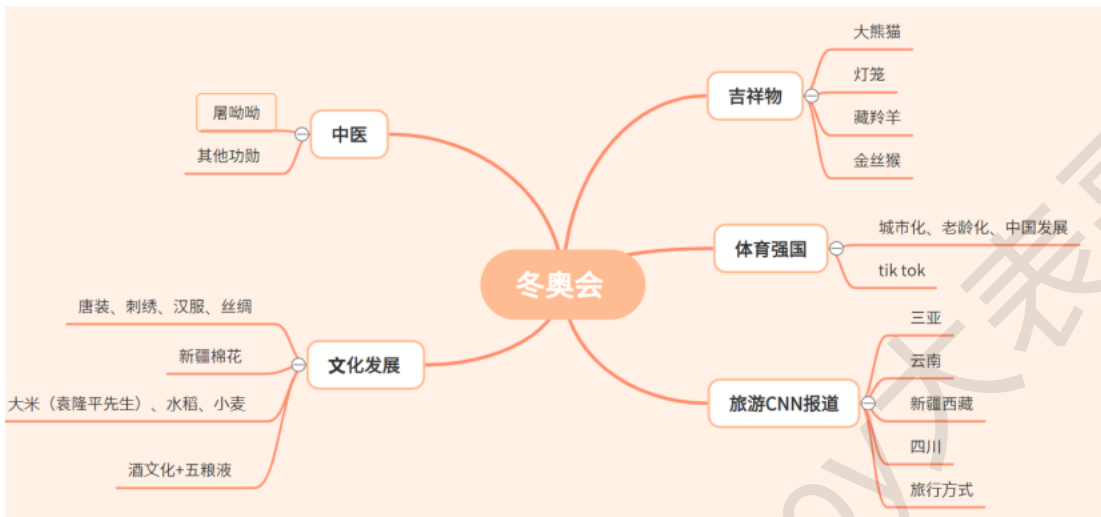 冬奥会
中医
屠呦呦
其他功勋
文化发展
唐装、刺绣、汉服、丝绸
新疆棉花
大米（袁隆平先生）、水稻、小麦
酒文化+五粮液
吉祥物
大熊猫
灯笼
藏羚羊
金丝猴
体育强国
城市化、老龄化、中国发展
tik tok
旅游CNN报道
三亚
云南
新疆西藏
四川
旅行方式